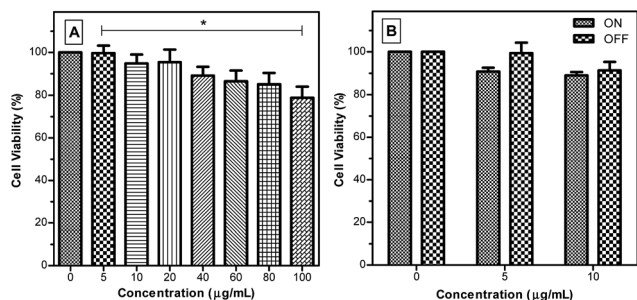 A
*
Cell Viability (%)
100
80
60
40
20
0
0 5 10 20 40 60 80 100
Concentration (μg/mL)
B
ON
OFF
Cell Viability (%)
100
80
60
40
20
0
0 5 10
Concentration (μg/mL)